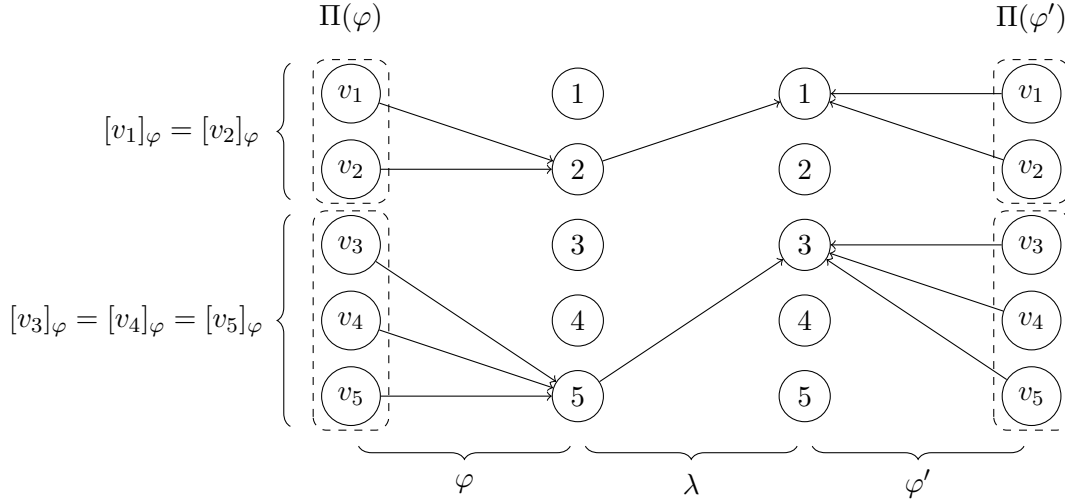 Π(φ) Π(φ′)
v₁ 1 1 v₁
[v₁]φ = [v₂]φ
v₂ 2 2 v₂
v₃ 3 3 v₃
[v₃]φ = [v₄]φ = [v₅]φ
v₄ 4 4 v₄
v₅ 5 5 v₅
φ λ φ′